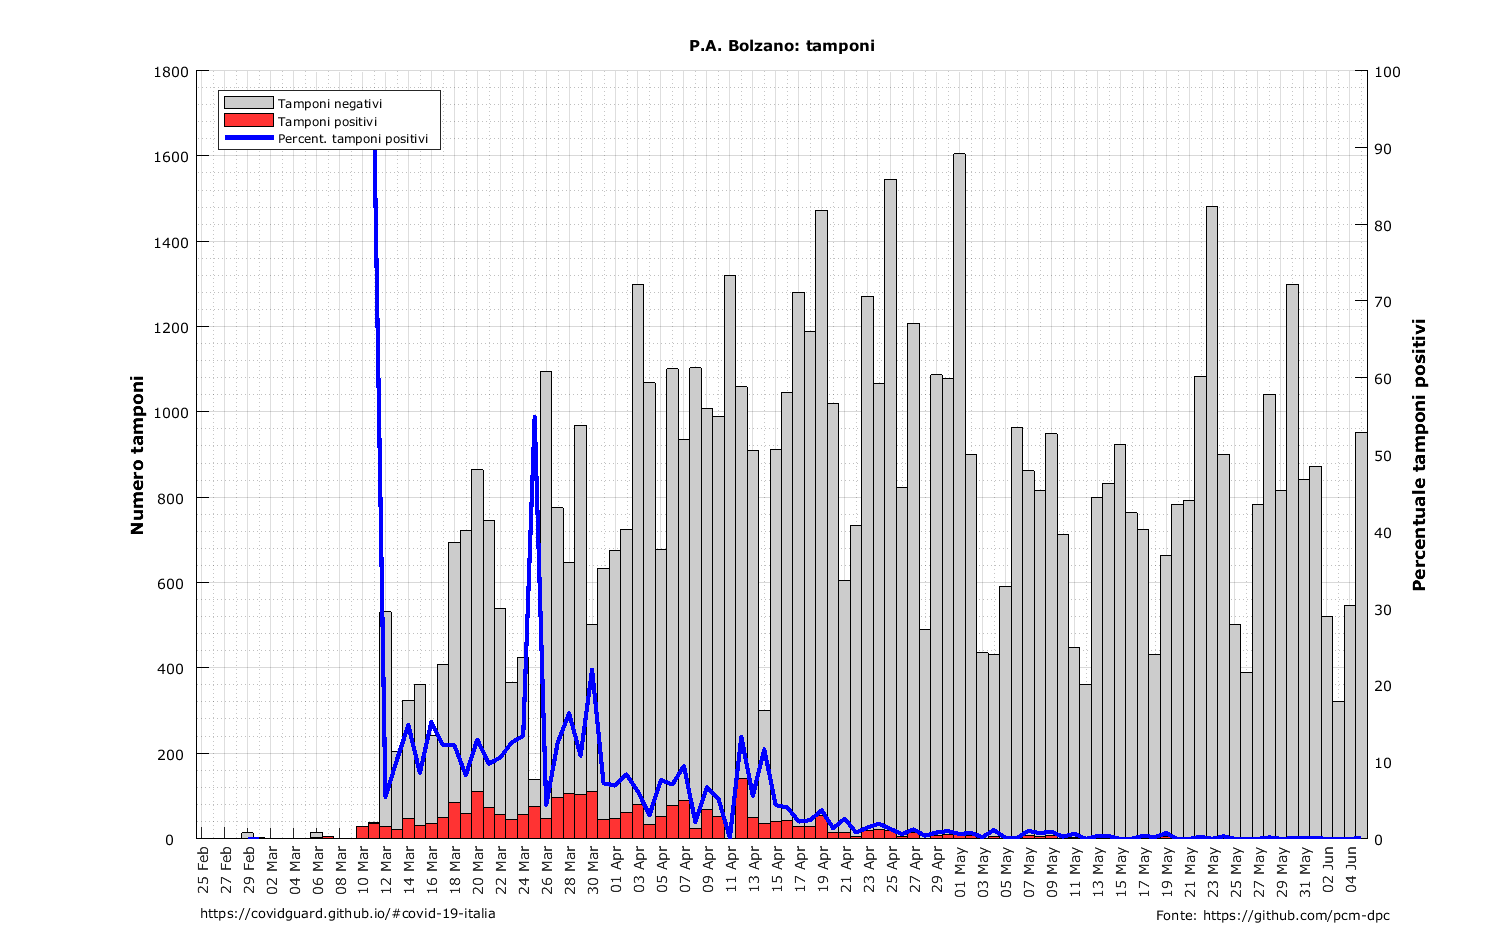 P.A. Bolzano: tamponi
1800
1600
1400
1200
1000
800
600
400
200
0
100
90
80
70
60
50
40
30
20
10
0
Tamponi negativi
Tamponi positivi
Percent. tamponi positivi
Numero tamponi
Percentuale tamponi positivi
25 Feb
27 Feb
29 Feb
02 Mar
04 Mar
06 Mar
08 Mar
10 Mar
12 Mar
14 Mar
16 Mar
18 Mar
20 Mar
22 Mar
24 Mar
26 Mar
28 Mar
30 Mar
01 Apr
03 Apr
05 Apr
07 Apr
09 Apr
11 Apr
13 Apr
15 Apr
17 Apr
19 Apr
21 Apr
23 Apr
25 Apr
27 Apr
29 Apr
01 May
03 May
05 May
07 May
09 May
11 May
13 May
15 May
17 May
19 May
21 May
23 May
25 May
27 May
29 May
31 May
02 Jun
04 Jun
https://covidguard.github.io/#covid-19-italia
Fonte: https://github.com/pcm-dpc